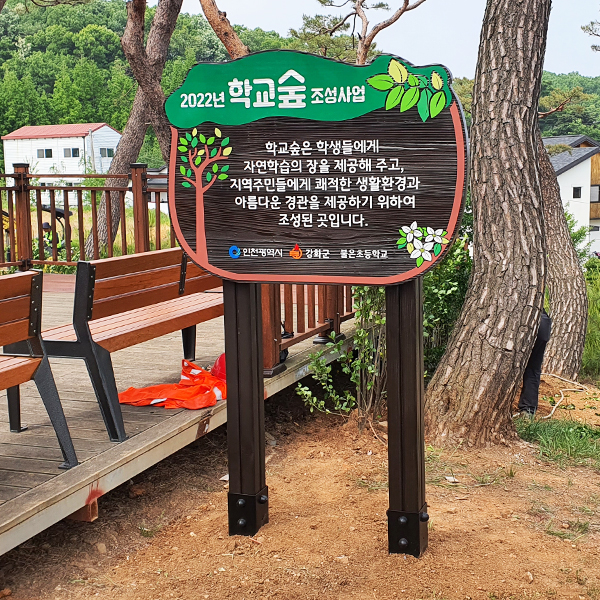 2022년 학교숲 조성사업
학교숲은 학생들에게
자연학습의 장을 제공해 주고,
지역주민들에게 쾌적한 생활환경과
아름다운 경관을 제공하기 위하여
조성된 곳입니다.
인천광역시 강화군 불은초등학교